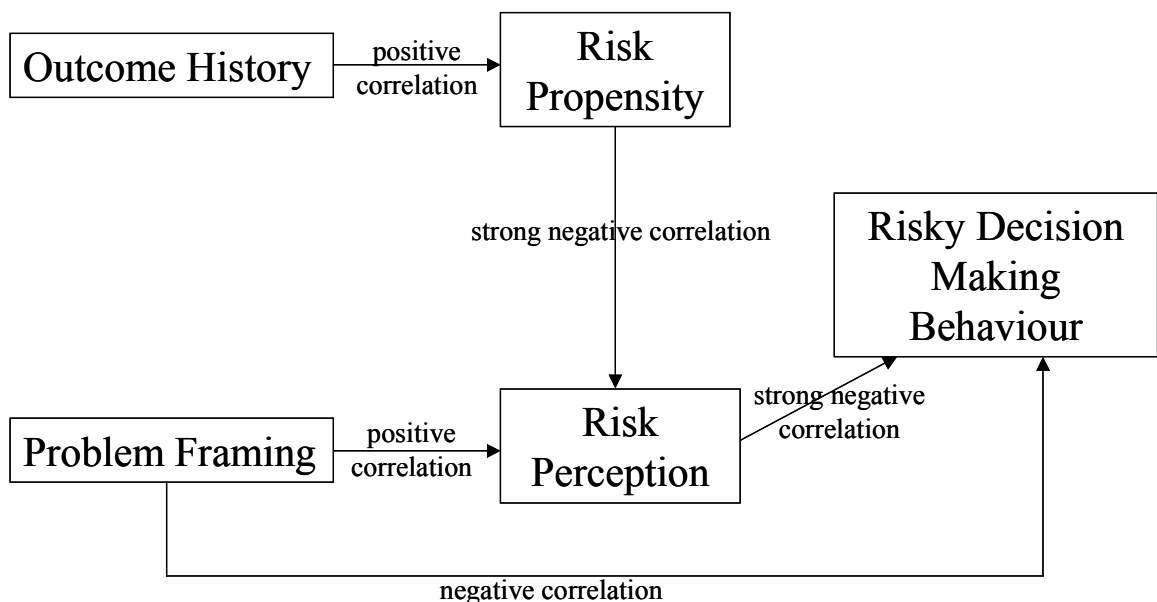 Outcome History
positive
correlation
Risk
Propensity
strong negative correlation
Risky Decision
Making
Behaviour
Problem Framing
positive
correlation
Risk
Perception
strong negative
correlation
negative correlation